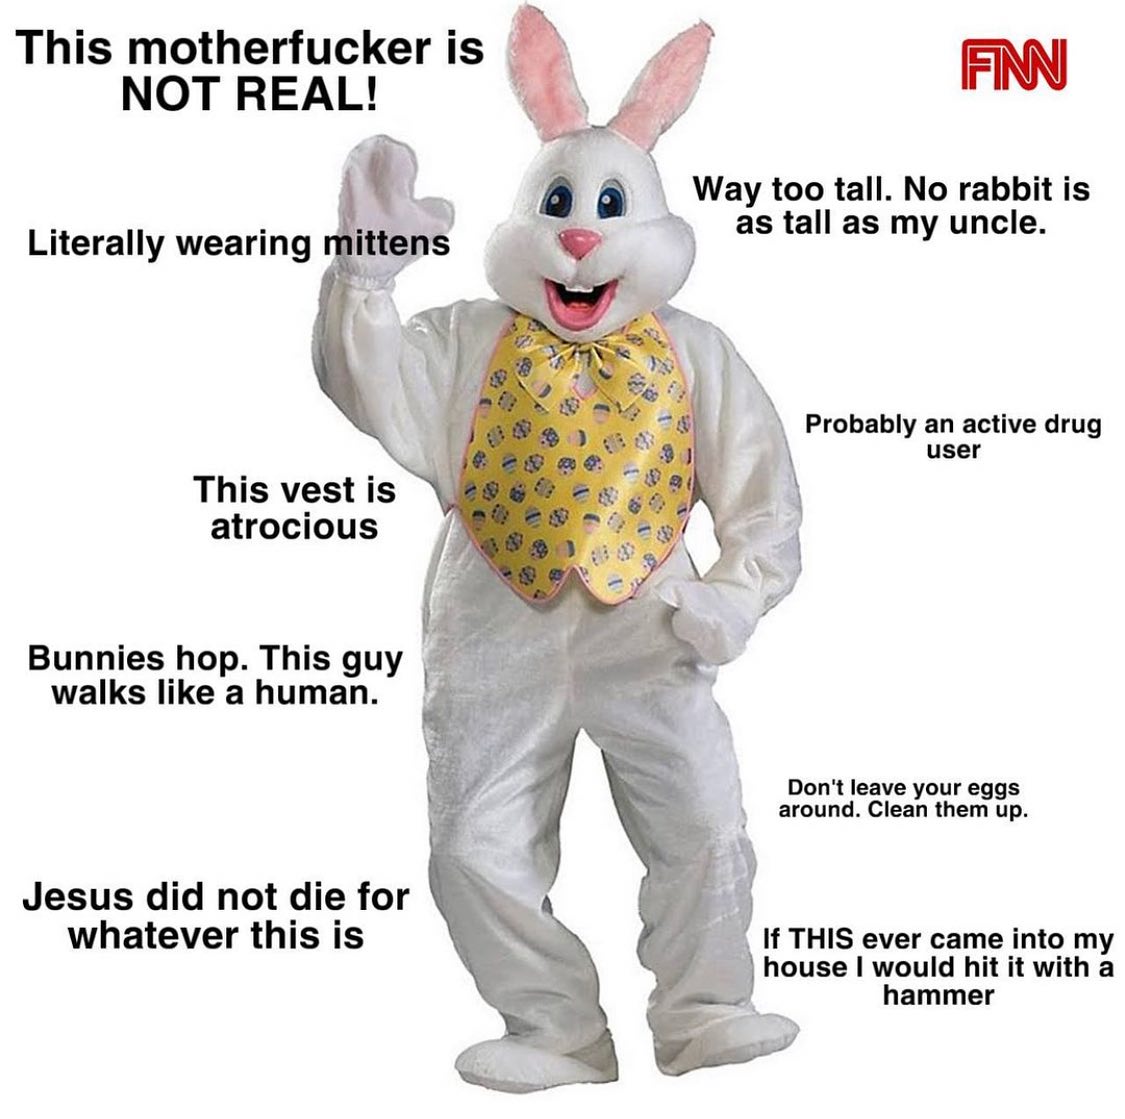 This motherfucker is
NOT REAL!
FNN
Way too tall. No rabbit is
as tall as my uncle.
Literally wearing mittens
Probably an active drug
user
This vest is
atrocious
Bunnies hop. This guy
walks like a human.
Don't leave your eggs
around. Clean them up.
Jesus did not die for
whatever this is
If THIS ever came into my
house I would hit it with a
hammer